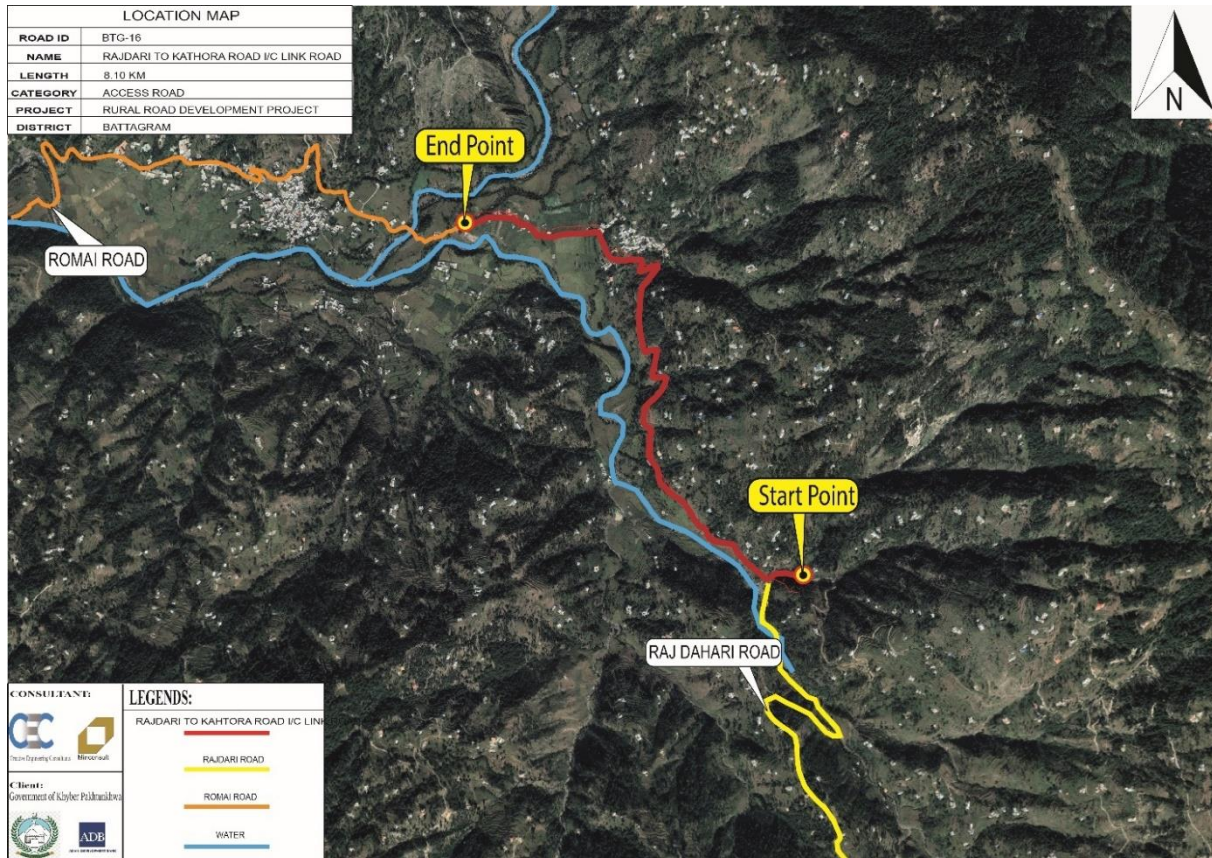 LOCATION MAP
ROAD ID BTG-16
NAME RAJDARI TO KATHORA ROAD I/C LINK ROAD
LENGTH 8.10 KM
CATEGORY ACCESS ROAD
PROJECT RURAL ROAD DEVELOPMENT PROJECT
DISTRICT BATTAGRAM
N
End Point
ROMAI ROAD
Start Point
RAJ DAHARI ROAD
CONSULTANT:
CEC
Minconsult
Client:
Government of Khyber Pakhtunkhwa
ADB
LEGENDS:
RAJDARI TO KAHTORA ROAD I/C LINK
RAJDARI ROAD
ROMAI ROAD
WATER